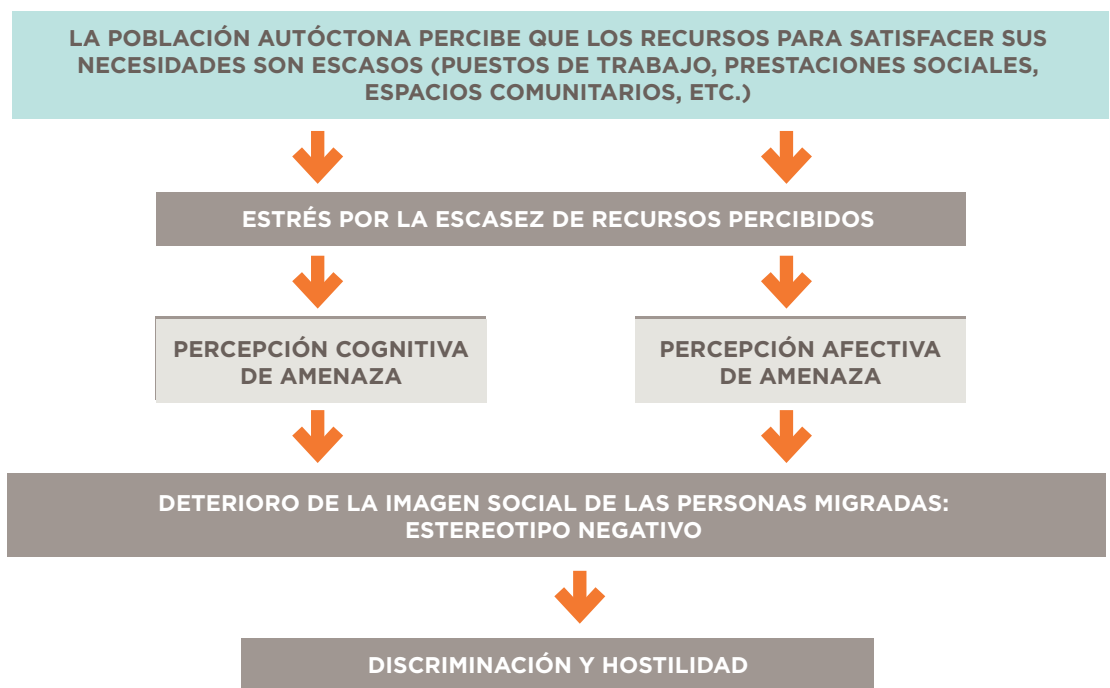 LA POBLACIÓN AUTÓCTONA PERCIBE QUE LOS RECURSOS PARA SATISFACER SUS
NECESIDADES SON ESCASOS (PUESTOS DE TRABAJO, PRESTACIONES SOCIALES,
ESPACIOS COMUNITARIOS, ETC.)
ESTRÉS POR LA ESCASEZ DE RECURSOS PERCIBIDOS
PERCEPCIÓN COGNITIVA
DE AMENAZA
PERCEPCIÓN AFECTIVA
DE AMENAZA
DETERIORO DE LA IMAGEN SOCIAL DE LAS PERSONAS MIGRADAS:
ESTEREOTIPO NEGATIVO
DISCRIMINACIÓN Y HOSTILIDAD